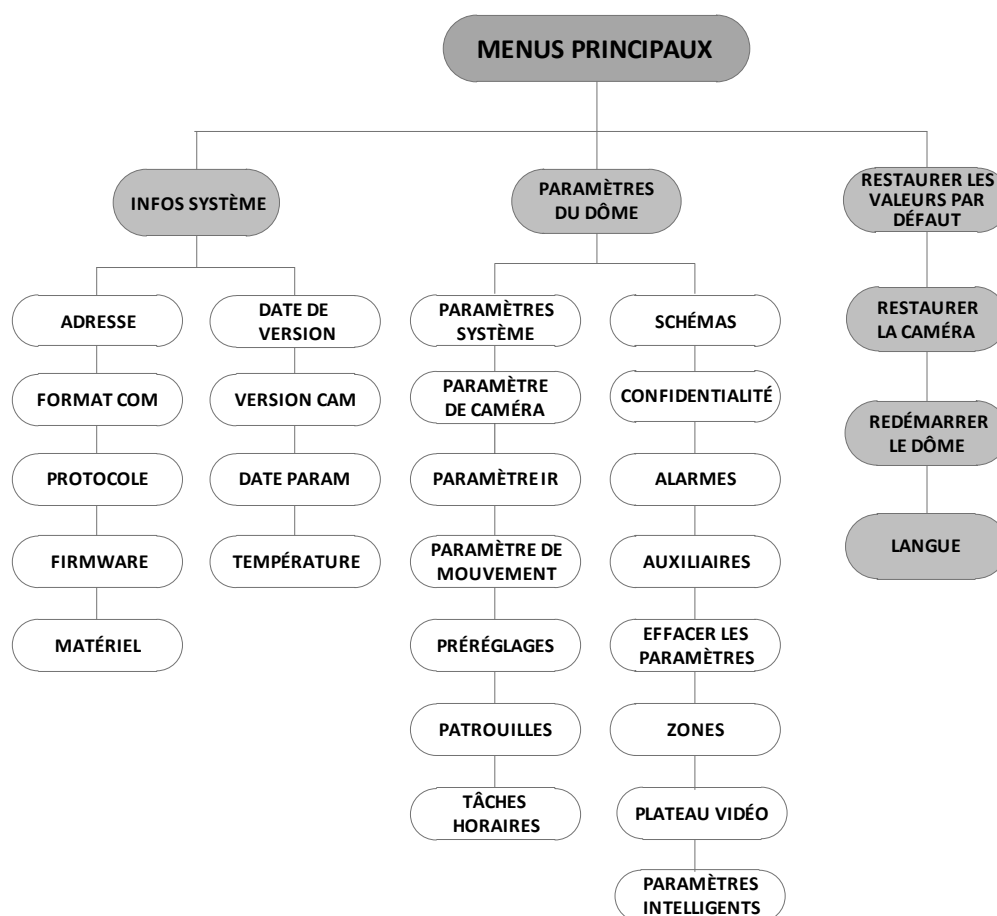 MENUS PRINCIPAUX
INFOS SYSTÈME
PARAMÈTRES
DU DÔME
RESTAURER LES
VALEURS PAR
DÉFAUT
ADRESSE
FORMAT COM
PROTOCOLE
FIRMWARE
MATÉRIEL
DATE DE
VERSION
VERSION CAM
DATE PARAM
TEMPÉRATURE
PARAMÈTRES
SYSTÈME
PARAMÈTRE
DE CAMÉRA
PARAMÈTRE IR
PARAMÈTRE DE
MOUVEMENT
PRÉRÉGLAGES
PATROUILLES
TÂCHES
HORAIRES
SCHÉMAS
CONFIDENTIALITÉ
ALARMES
AUXILIAIRES
EFFACER LES
PARAMÈTRES
ZONES
PLATEAU VIDÉO
PARAMÈTRES
INTELLIGENTS
RESTAURER
LA CAMÉRA
REDÉMARRER
LE DÔME
LANGUE